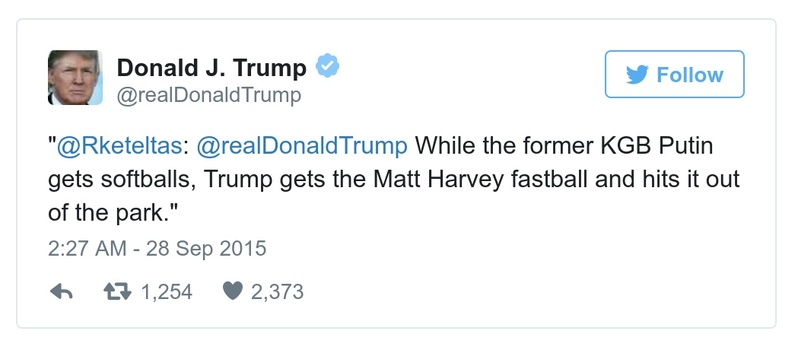 Donald J. Trump
@realDonaldTrump
Follow
"@Rketeltas: @realDonaldTrump While the former KGB Putin
gets softballs, Trump gets the Matt Harvey fastball and hits it out
of the park."
2:27 AM - 28 Sep 2015
1,254 2,373